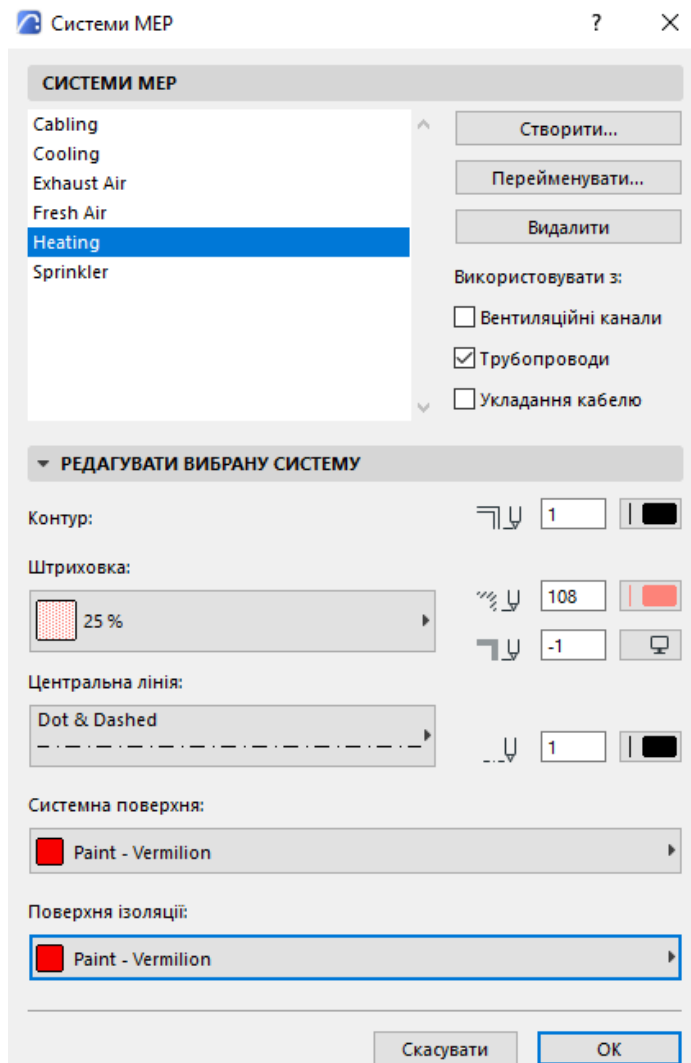 Системи MEP
?
СИСТЕМИ MEP
Cabling
Cooling
Exhaust Air
Fresh Air
Heating
Sprinkler
Створити...
Перейменувати...
Видалити
Використовувати з:
Вентиляційні канали
Трубопроводи
Укладання кабелю
РЕДАГУВАТИ ВИБРАНУ СИСТЕМУ
Контур:
1
Штриховка:
25 %
108
-1
Центральна лінія:
Dot & Dashed
1
Системна поверхня:
Paint - Vermilion
Поверхня ізоляції:
Paint - Vermilion
Скасувати
OK